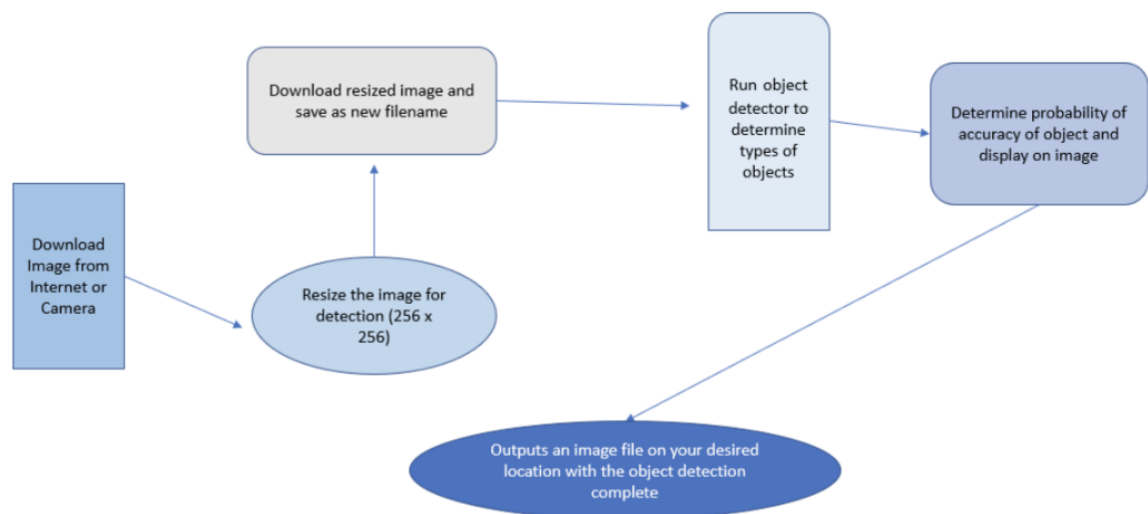 Download
Image from
Internet or
Camera
Resize the image for
detection (256 x
256)
Download resized image and
save as new filename
Run object
detector to
determine
types of
objects
Determine probability of
accuracy of object and
display on image
Outputs an image file on your desired
location with the object detection
complete